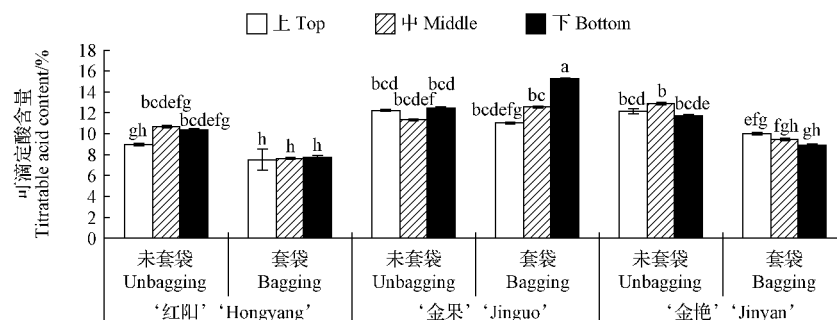 上 Top 中 Middle 下 Bottom
可滴定酸含量
Titratable acid content/%
18
16
14
12
10
8
6
4
2
0
gh bcdefg bcdefg
h h h
bcd bcdef bcd
bcdefg bc a
bcd b bcde
efg fgh gh
未套袋 套袋 未套袋 套袋 未套袋 套袋
Unbagging Bagging Unbagging Bagging Unbagging Bagging
‘红阳’‘Hongyang’ ‘金果’‘Jinguo’ ‘金艳’‘Jinyan’